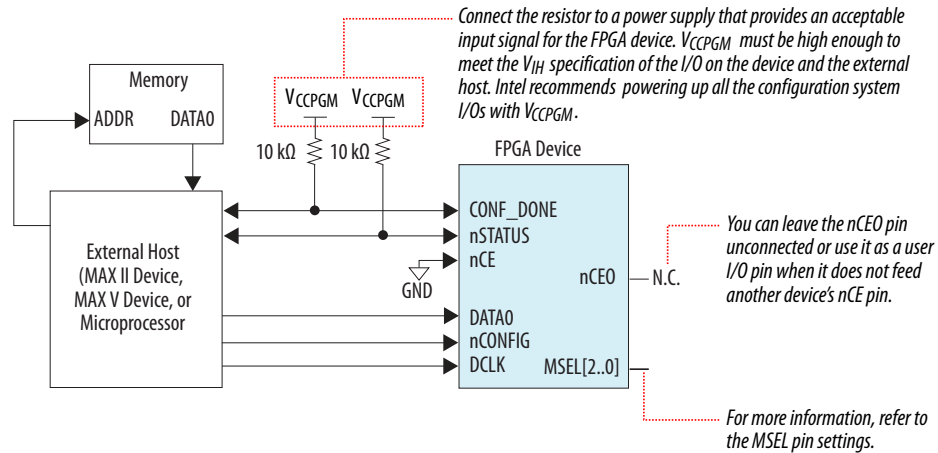 Connect the resistor to a power supply that provides an acceptable
input signal for the FPGA device. VCCPGM must be high enough to
meet the VIH specification of the I/O on the device and the external
host. Intel recommends powering up all the configuration system
I/Os with VCCPGM.
Memory
ADDR DATA0
VCCPGM VCCPGM
10 kΩ 10 kΩ
FPGA Device
External Host
(MAX II Device,
MAX V Device, or
Microprocessor
CONF_DONE
nSTATUS
nCE
GND
nCEO
N.C.
DATA0
nCONFIG
DCLK
MSEL[2..0]
You can leave the nCEO pin
unconnected or use it as a user
I/O pin when it does not feed
another device's nCE pin.
For more information, refer to
the MSEL pin settings.